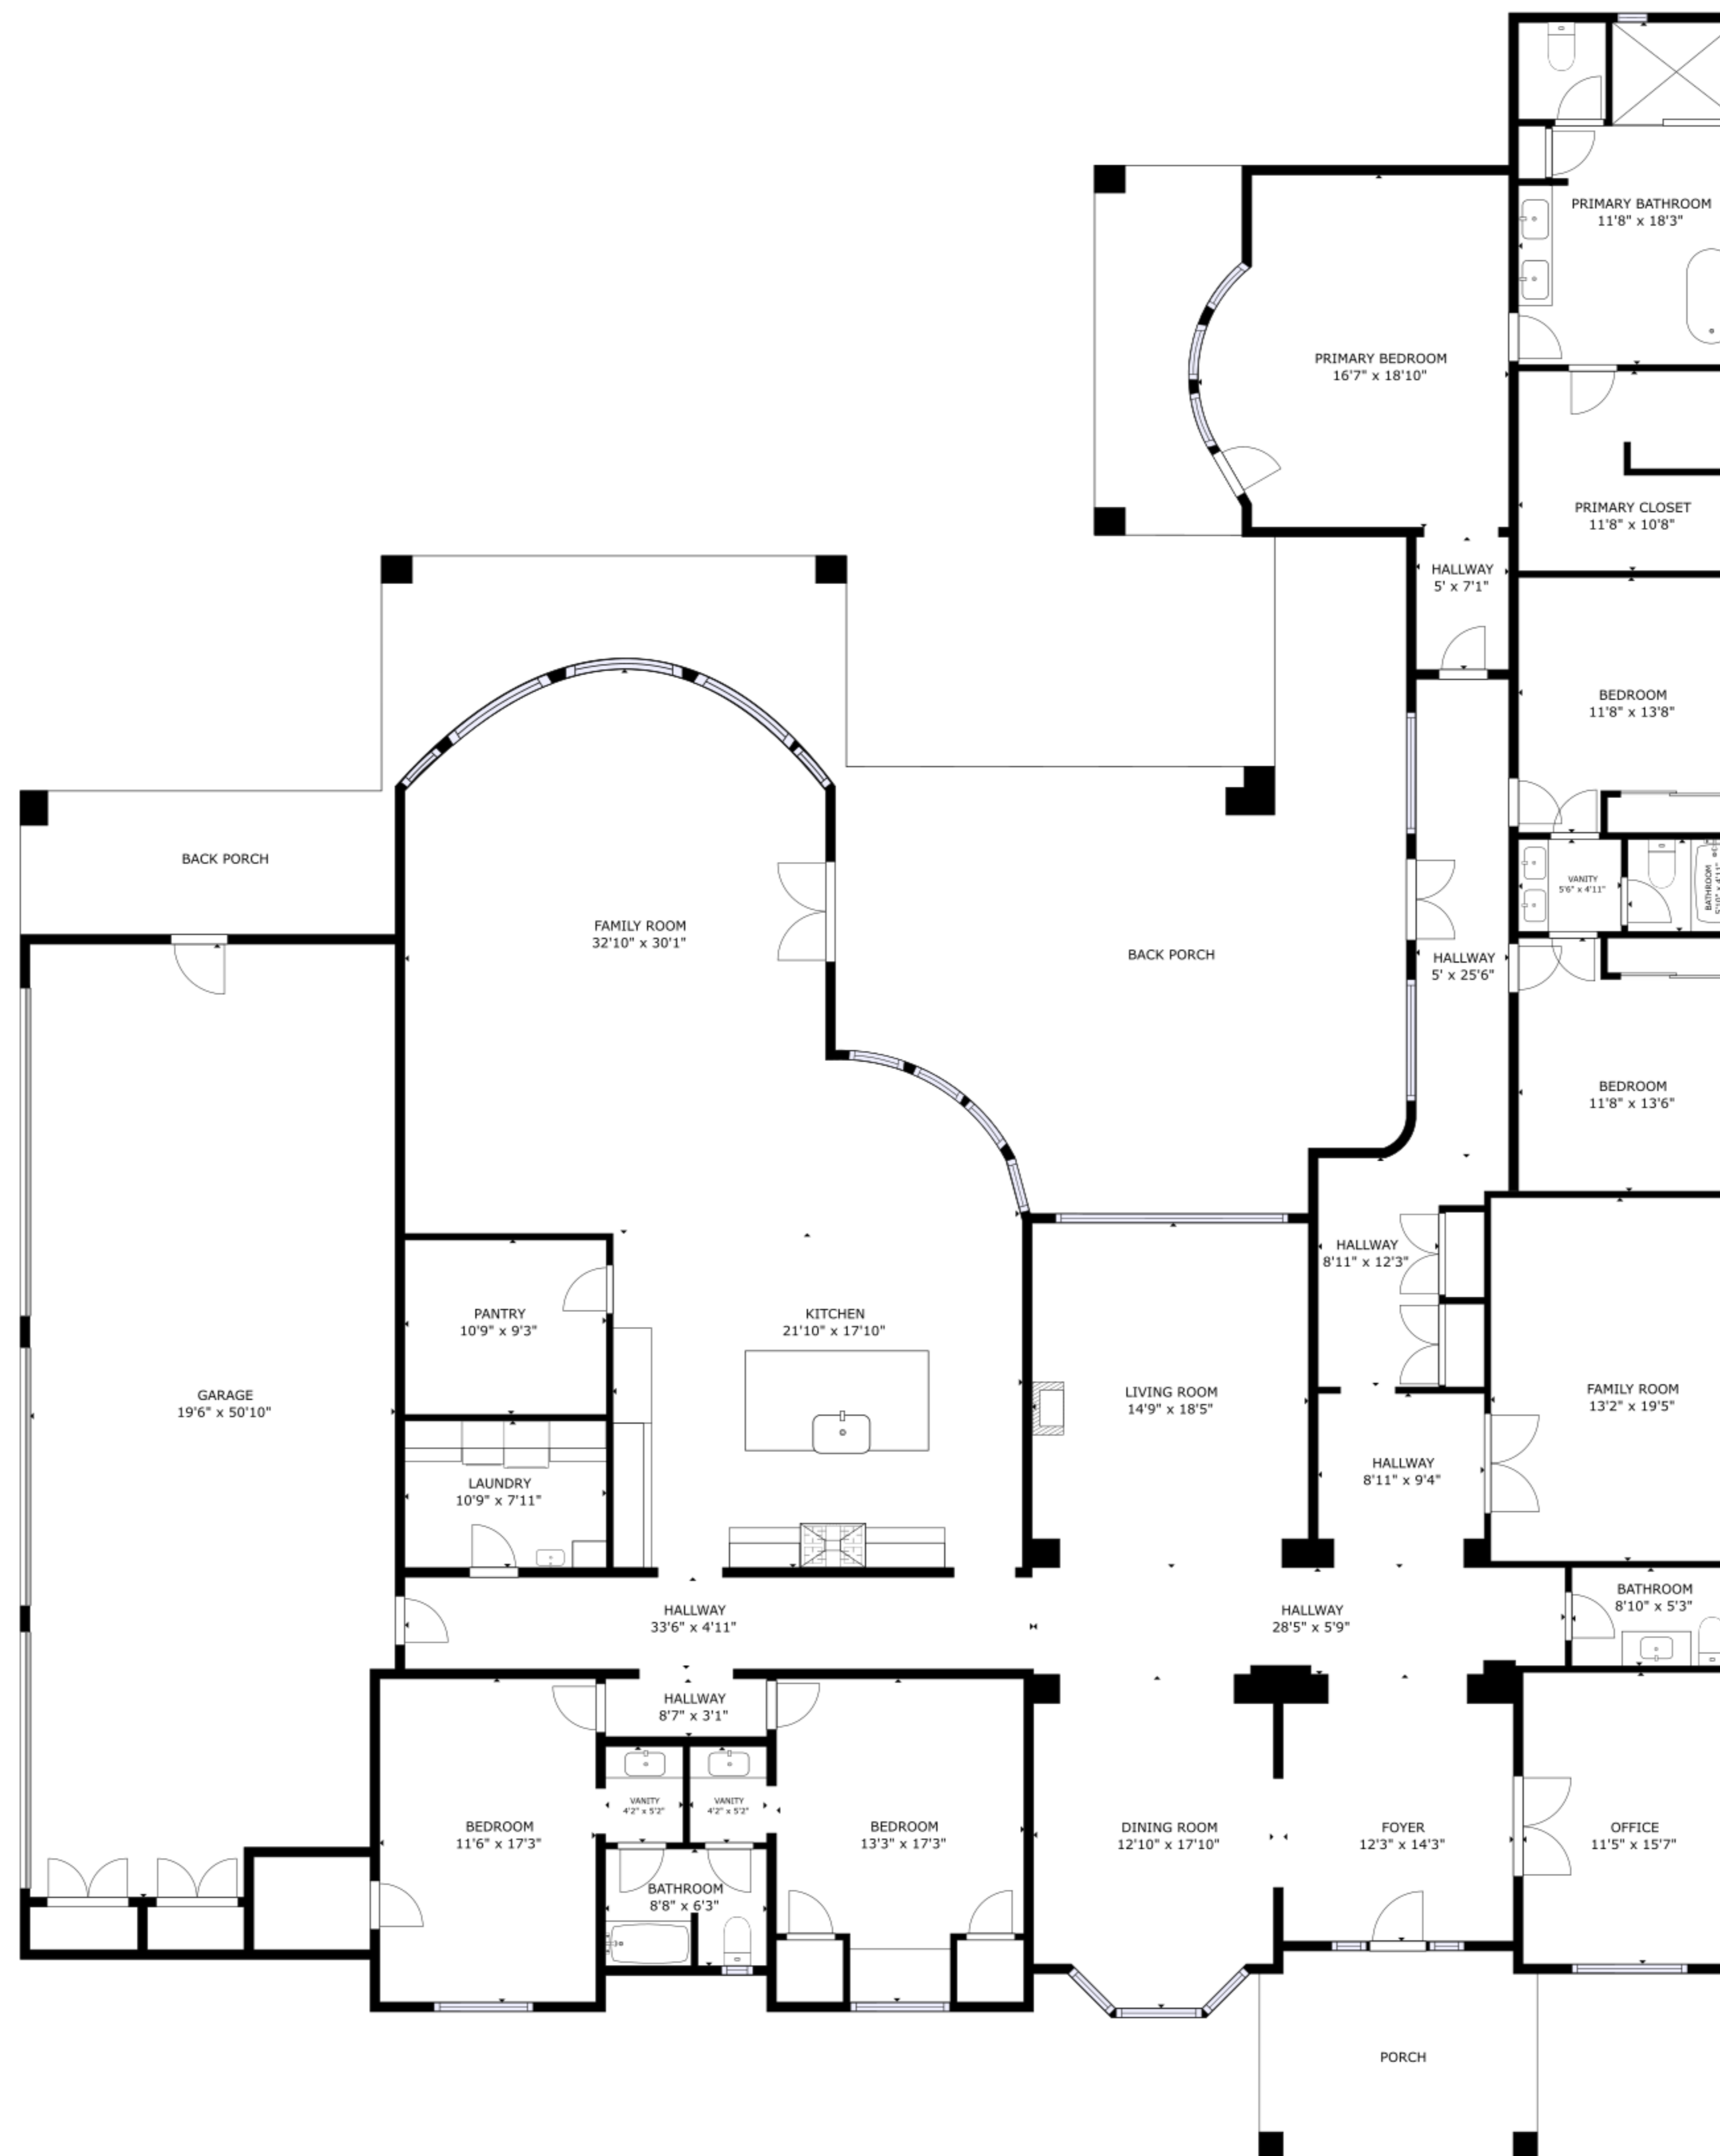 PRIMARY BATHROOM
11'8" x 18'3"
PRIMARY BEDROOM
16'7" x 18'10"
PRIMARY CLOSET
11'8" x 10'8"
HALLWAY
5' x 7'1"
BEDROOM
11'8" x 13'8"
BACK PORCH
VANITY
5'6" x 4'11"
BATHROOM
5'10" x 4'11"
FAMILY ROOM
32'10" x 30'1"
BACK PORCH
HALLWAY
5' x 25'6"
BEDROOM
11'8" x 13'6"
HALLWAY
8'11" x 12'3"
PANTRY
10'9" x 9'3"
KITCHEN
21'10" x 17'10"
GARAGE
19'6" x 50'10"
LIVING ROOM
14'9" x 18'5"
FAMILY ROOM
13'2" x 19'5"
HALLWAY
8'11" x 9'4"
LAUNDRY
10'9" x 7'11"
BATHROOM
8'10" x 5'3"
HALLWAY
33'6" x 4'11"
HALLWAY
28'5" x 5'9"
HALLWAY
8'7" x 3'1"
VANITY
4'2" x 5'2"
VANITY
4'2" x 5'2"
BEDROOM
11'6" x 17'3"
BEDROOM
13'3" x 17'3"
DINING ROOM
12'10" x 17'10"
FOYER
12'3" x 14'3"
OFFICE
11'5" x 15'7"
BATHROOM
8'8" x 6'3"
PORCH